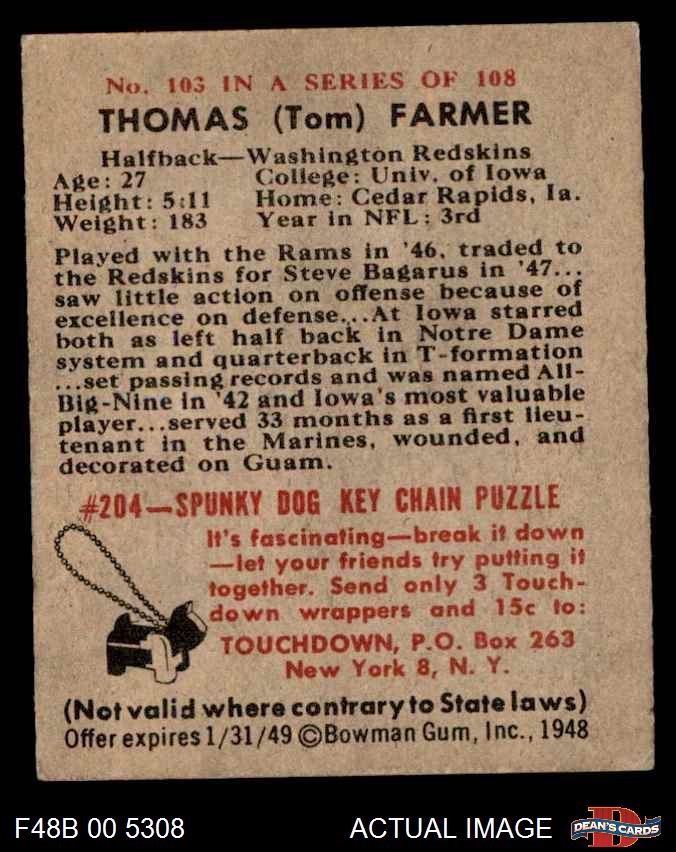 No. 103 IN A SERIES OF 108
THOMAS (Tom) FARMER
Halfback—Washington Redskins
Age: 27 College: Univ. of Iowa
Height: 5:11 Home: Cedar Rapids, Ia.
Weight: 183 Year in NFL: 3rd
Played with the Rams in '46, traded to
the Redskins for Steve Bagarus in '47...
saw little action on offense because of
excellence on defense...At Iowa starred
both as left half back in Notre Dame
system and quarterback in T-formation
...set passing records and was named All-
Big-Nine in '42 and Iowa's most valuable
player...served 33 months as a first lieu-
tenant in the Marines, wounded, and
decorated on Guam.
#204—SPUNKY DOG KEY CHAIN PUZZLE
It's fascinating—break it down
—let your friends try putting it
together. Send only 3 Touch-
down wrappers and 15c to:
TOUCHDOWN, P.O. Box 263
New York 8, N. Y.
(Not valid where contrary to State laws)
Offer expires 1/31/49 ©Bowman Gum, Inc., 1948
F48B 00 5308 ACTUAL IMAGE D DEAN'S CARDS